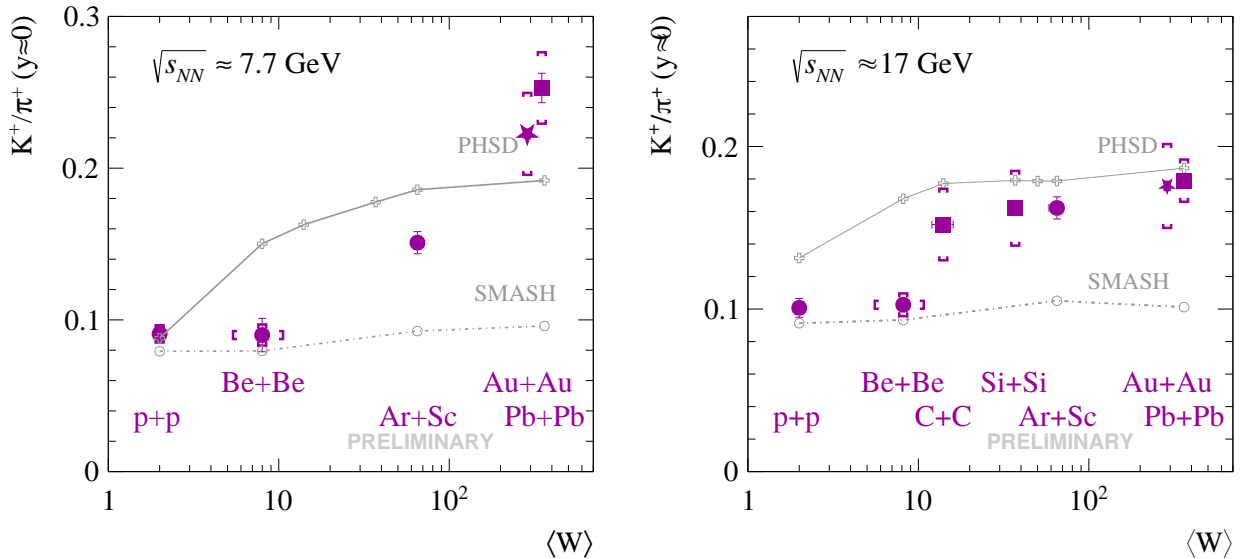 K⁺/π⁺ (y≈0)
√s_NN ≈ 7.7 GeV
0.3
0.2
0.1
0
PHSD
SMASH
Be+Be
Au+Au
p+p
Ar+Sc
Pb+Pb
PRELIMINARY
1
10
10²
⟨W⟩
K⁺/π⁺ (y≈0)
√s_NN ≈17 GeV
0.2
0.1
0
PHSD
SMASH
Be+Be
Si+Si
Au+Au
p+p
C+C
Ar+Sc
Pb+Pb
PRELIMINARY
1
10
10²
⟨W⟩